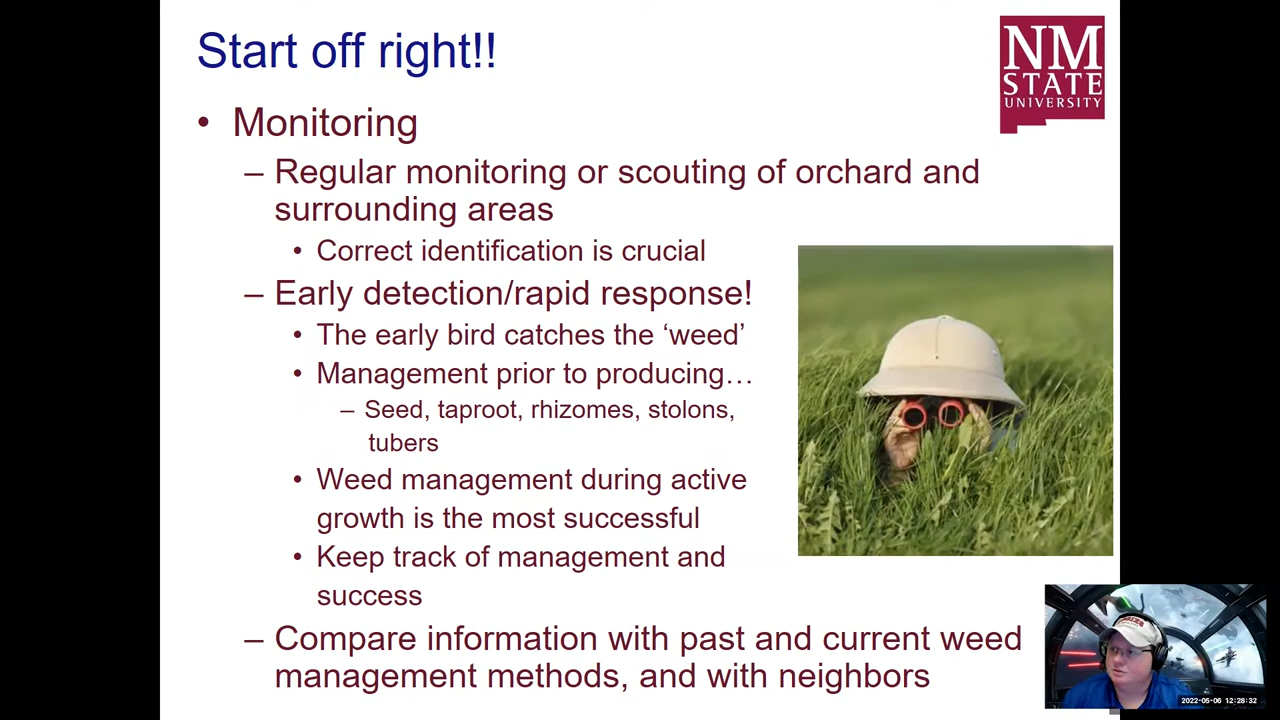 Start off right!!
NM
STATE
UNIVERSITY
• Monitoring
– Regular monitoring or scouting of orchard and
surrounding areas
• Correct identification is crucial
– Early detection/rapid response!
• The early bird catches the ‘weed’
• Management prior to producing…
– Seed, taproot, rhizomes, stolons,
tubers
• Weed management during active
growth is the most successful
• Keep track of management and
success
– Compare information with past and current weed
management methods, and with neighbors
2022-05-06 12:28:32